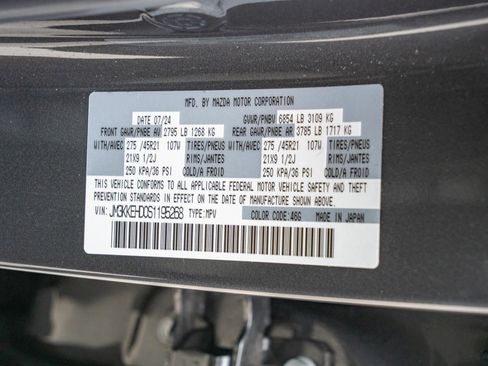 MFD. BY MAZDA MOTOR CORPORATION
DATE 07/24 GVWR/PNBV 6854 LB 3109 KG
FRONT GAWR/PNBE AV 2795 LB 1268 KG REAR GAWR/PNBE AR 3785 LB 1717 KG
WITH/AVEC 275 /45R21 107W TIRES/PNEUS WITH/AVEC 275 /45R21 107W TIRES/PNEUS
21X9 1/2J RIMS/JANTES 21X9 1/2J RIMS/JANTES
250 KPA/36 PSI COLD/A FROID 250 KPA/36 PSI COLD/A FROID
THIS VEHICLE CONFORMS TO ALL APPLICABLE FEDERAL MOTOR VEHICLE SAFETY AND THEFT
PREVENTION STANDARDS IN EFFECT ON THE DATE OF MANUFACTURE SHOWN ABOVE.
VIN: JM3KKEHD0S1195268 TYPE:MPV COLOR CODE:46G MADE IN JAPAN